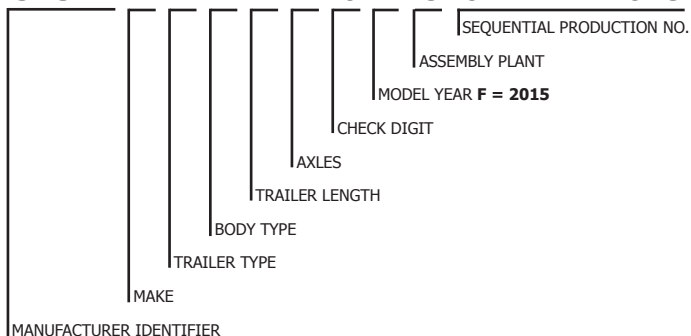 SEQUENTIAL PRODUCTION NO.
ASSEMBLY PLANT
MODEL YEAR F = 2015
CHECK DIGIT
AXLES
TRAILER LENGTH
BODY TYPE
TRAILER TYPE
MAKE
MANUFACTURER IDENTIFIER